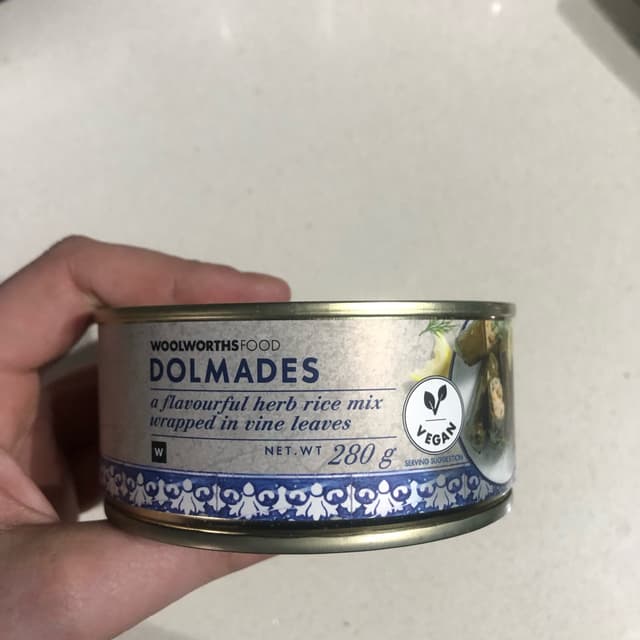 WOOLWORTHSFOOD
DOLMADES
a flavourful herb rice mix
wrapped in vine leaves
W
NET.WT 280 g
VEGAN
SERVING SUGGESTION